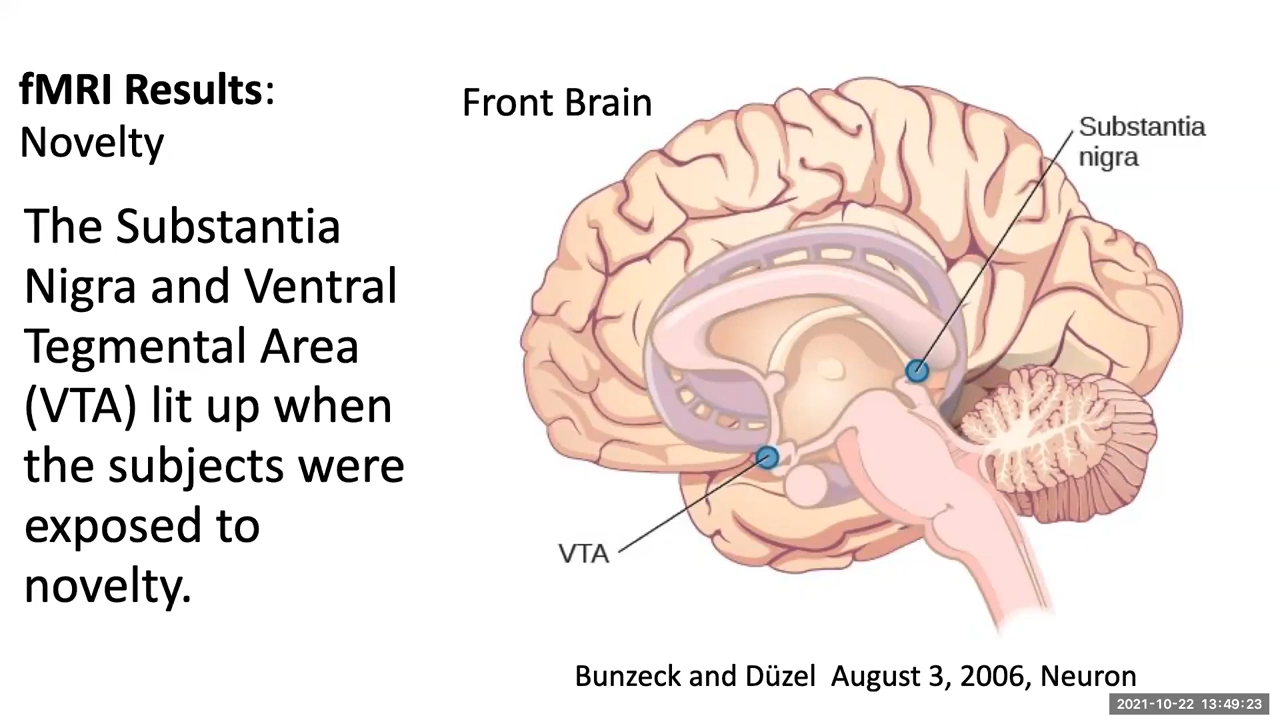 fMRI Results:
Novelty
The Substantia
Nigra and Ventral
Tegmental Area
(VTA) lit up when
the subjects were
exposed to
novelty.
Front Brain
Substantia
nigra
VTA
Bunzeck and Düzel August 3, 2006, Neuron
2021-10-22 13:49:23